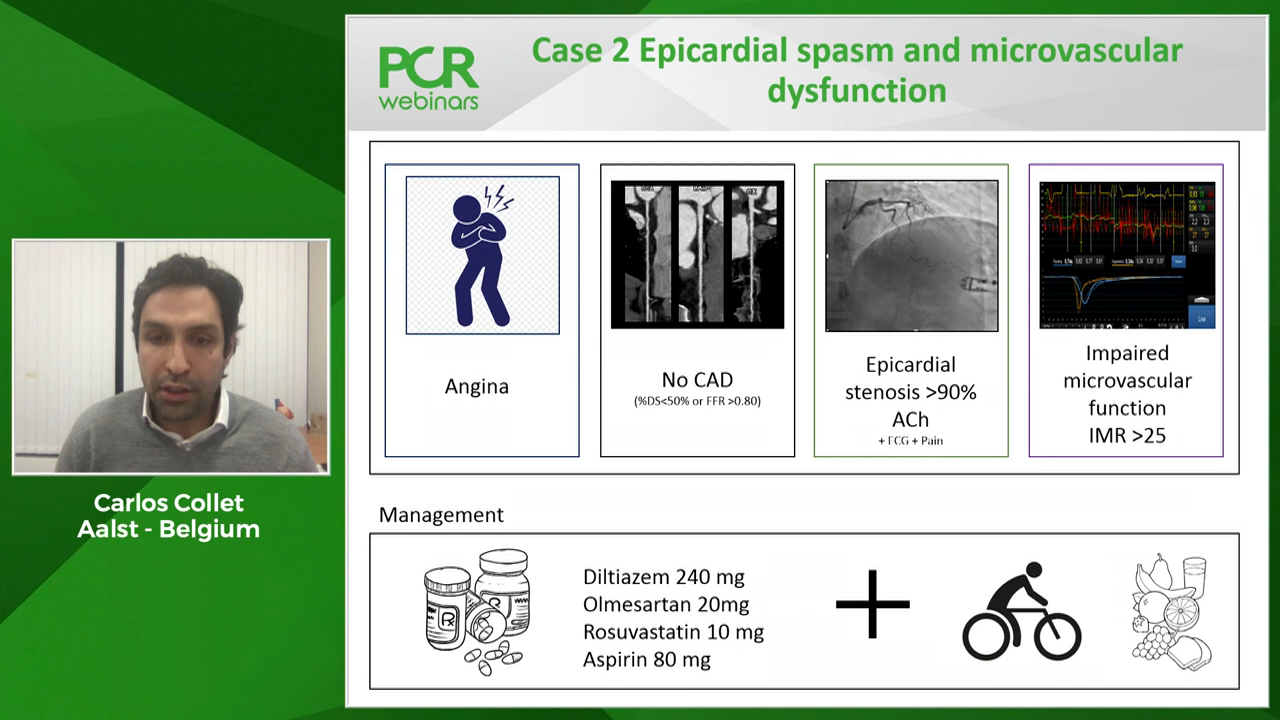 PCR
webinars
Case 2 Epicardial spasm and microvascular
dysfunction
Angina
No CAD
(%DS<50% or FFR >0.80)
Epicardial
stenosis >90%
ACh
+ ECG + Pain
Impaired
microvascular
function
IMR >25
Live
Carlos Collet
Aalst - Belgium
Management
Diltiazem 240 mg
Olmesartan 20mg
Rosuvastatin 10 mg
Aspirin 80 mg